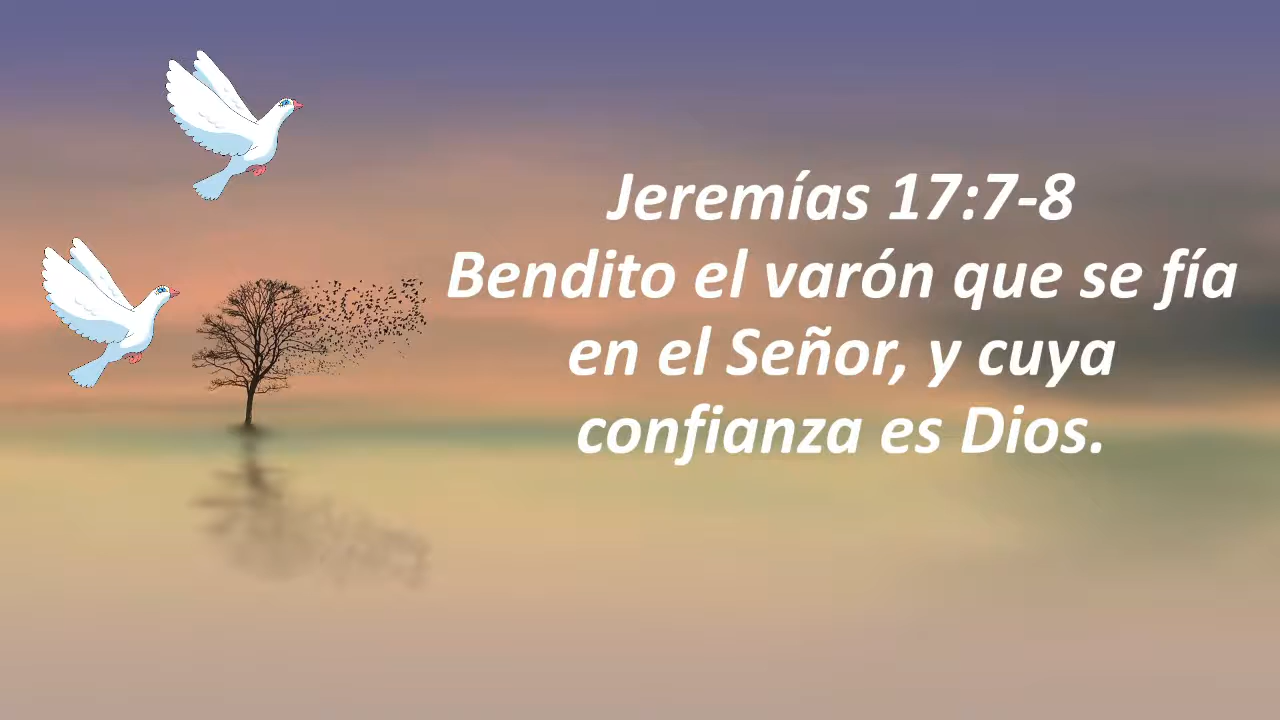 Jeremías 17:7-8
Bendito el varón que se fía
en el Señor, y cuya
confianza es Dios.